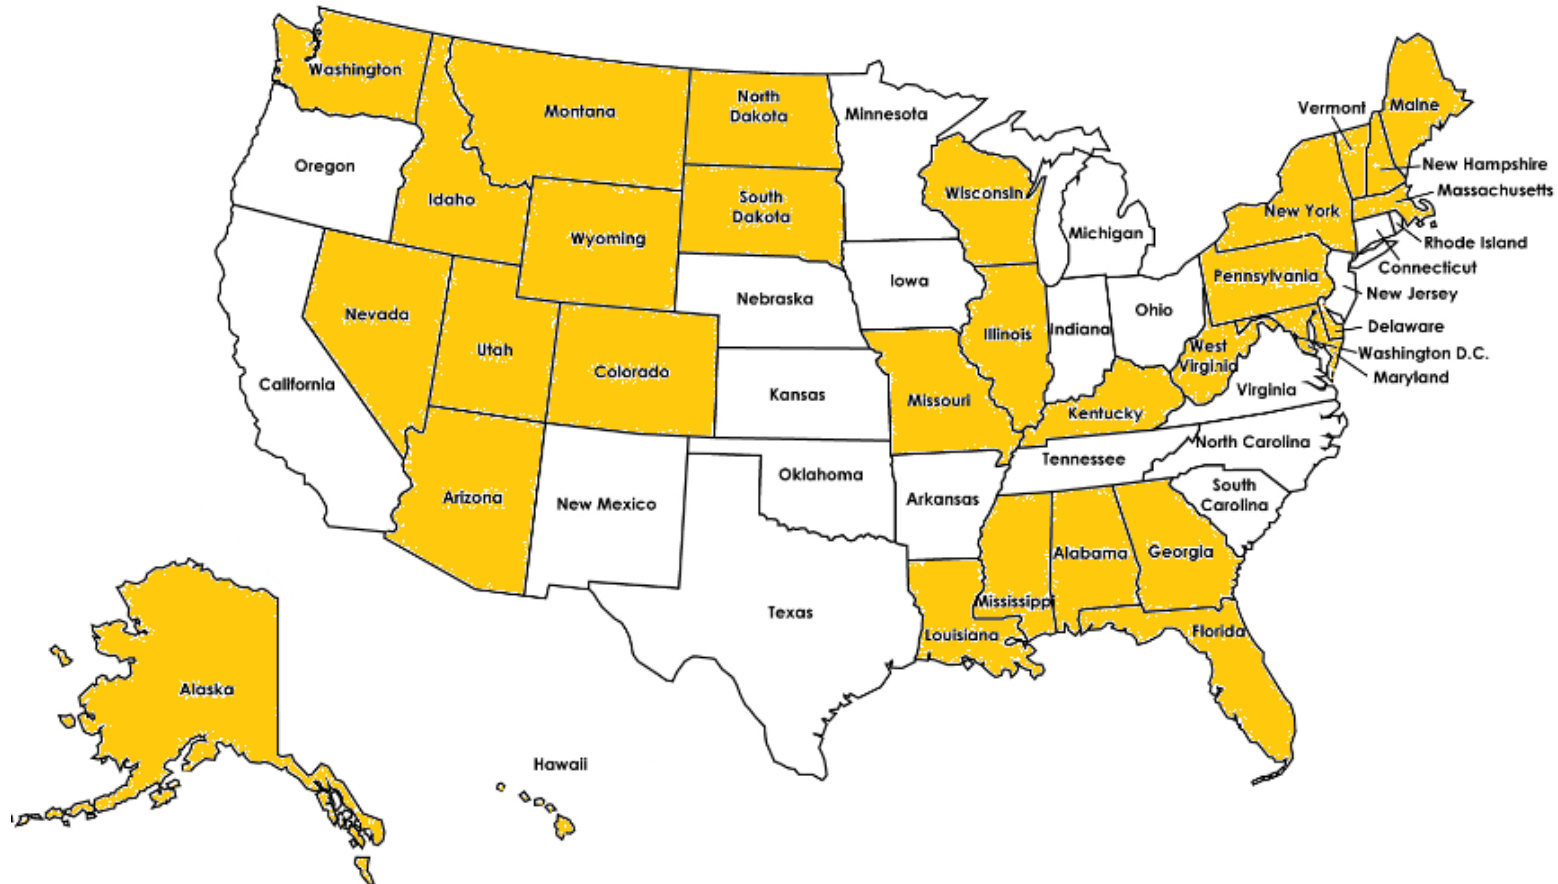 Washington
Montana
North
Dakota
Minnesota
Vermont
Maine
Oregon
Idaho
South
Dakota
Wisconsin
New Hampshire
Massachusetts
Wyoming
New York
Michigan
Rhode Island
Connecticut
Iowa
Pennsylvania
New Jersey
Nebraska
Nevada
Utah
Illinois
Indiana
Ohio
Delaware
West
Virginia
Washington D.C.
Maryland
California
Colorado
Kansas
Missouri
Kentucky
Virginia
North Carolina
Tennessee
Arizona
New Mexico
Oklahoma
Arkansas
South
Carolina
Mississippi
Alabama
Georgia
Texas
Louisiana
Florida
Alaska
Hawaii